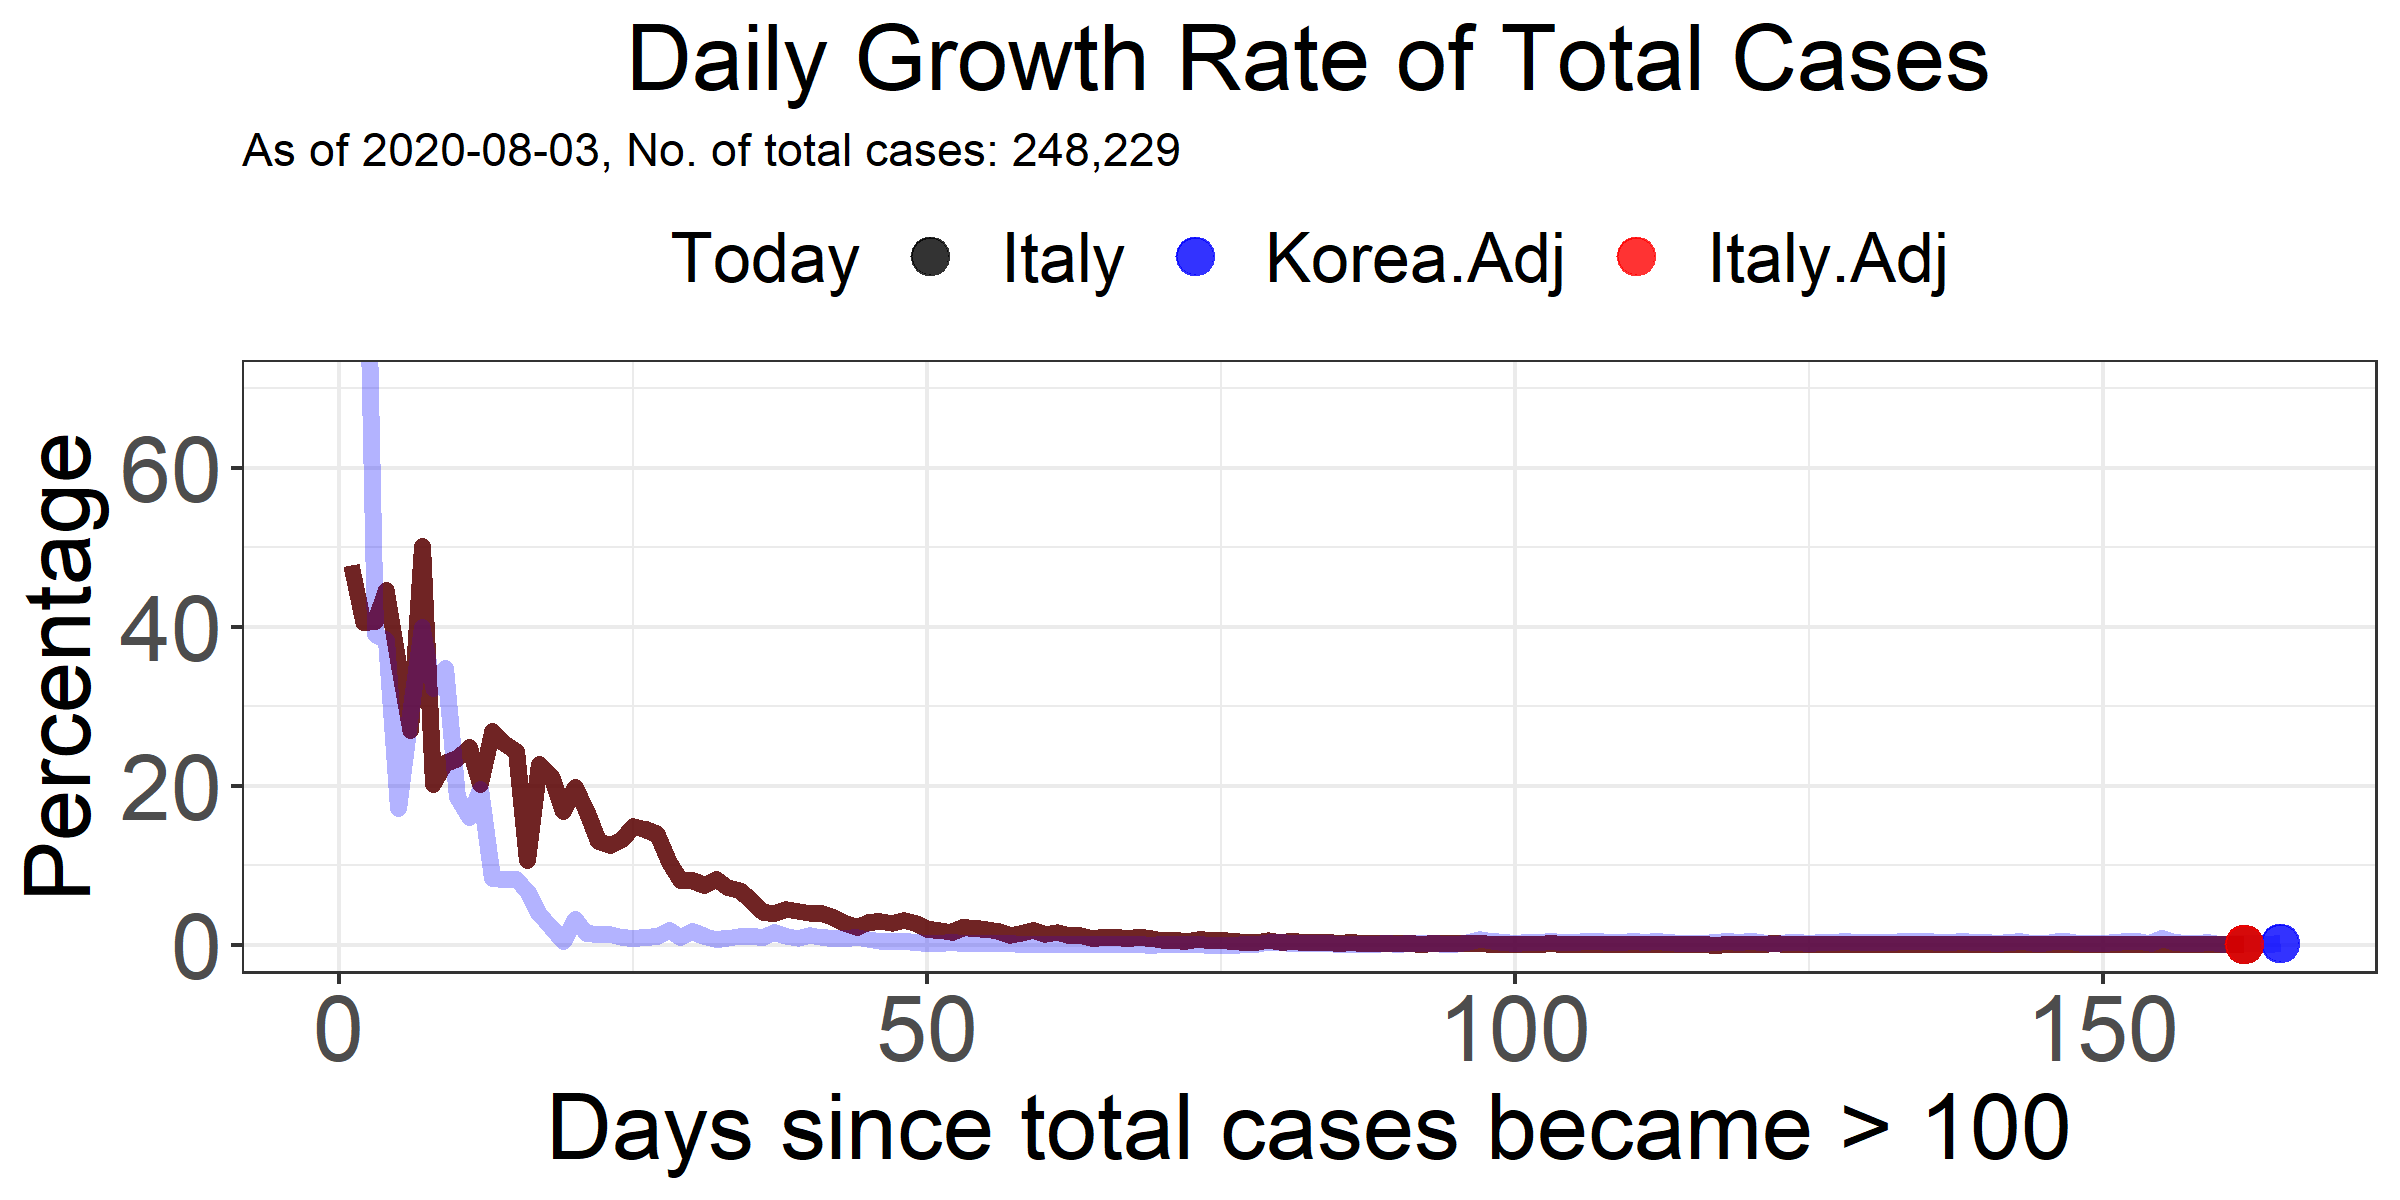 Daily Growth Rate of Total Cases
As of 2020-08-03, No. of total cases: 248,229
Today Italy Korea.Adj Italy.Adj
Percentage
60
40
20
0
0 50 100 150
Days since total cases became > 100